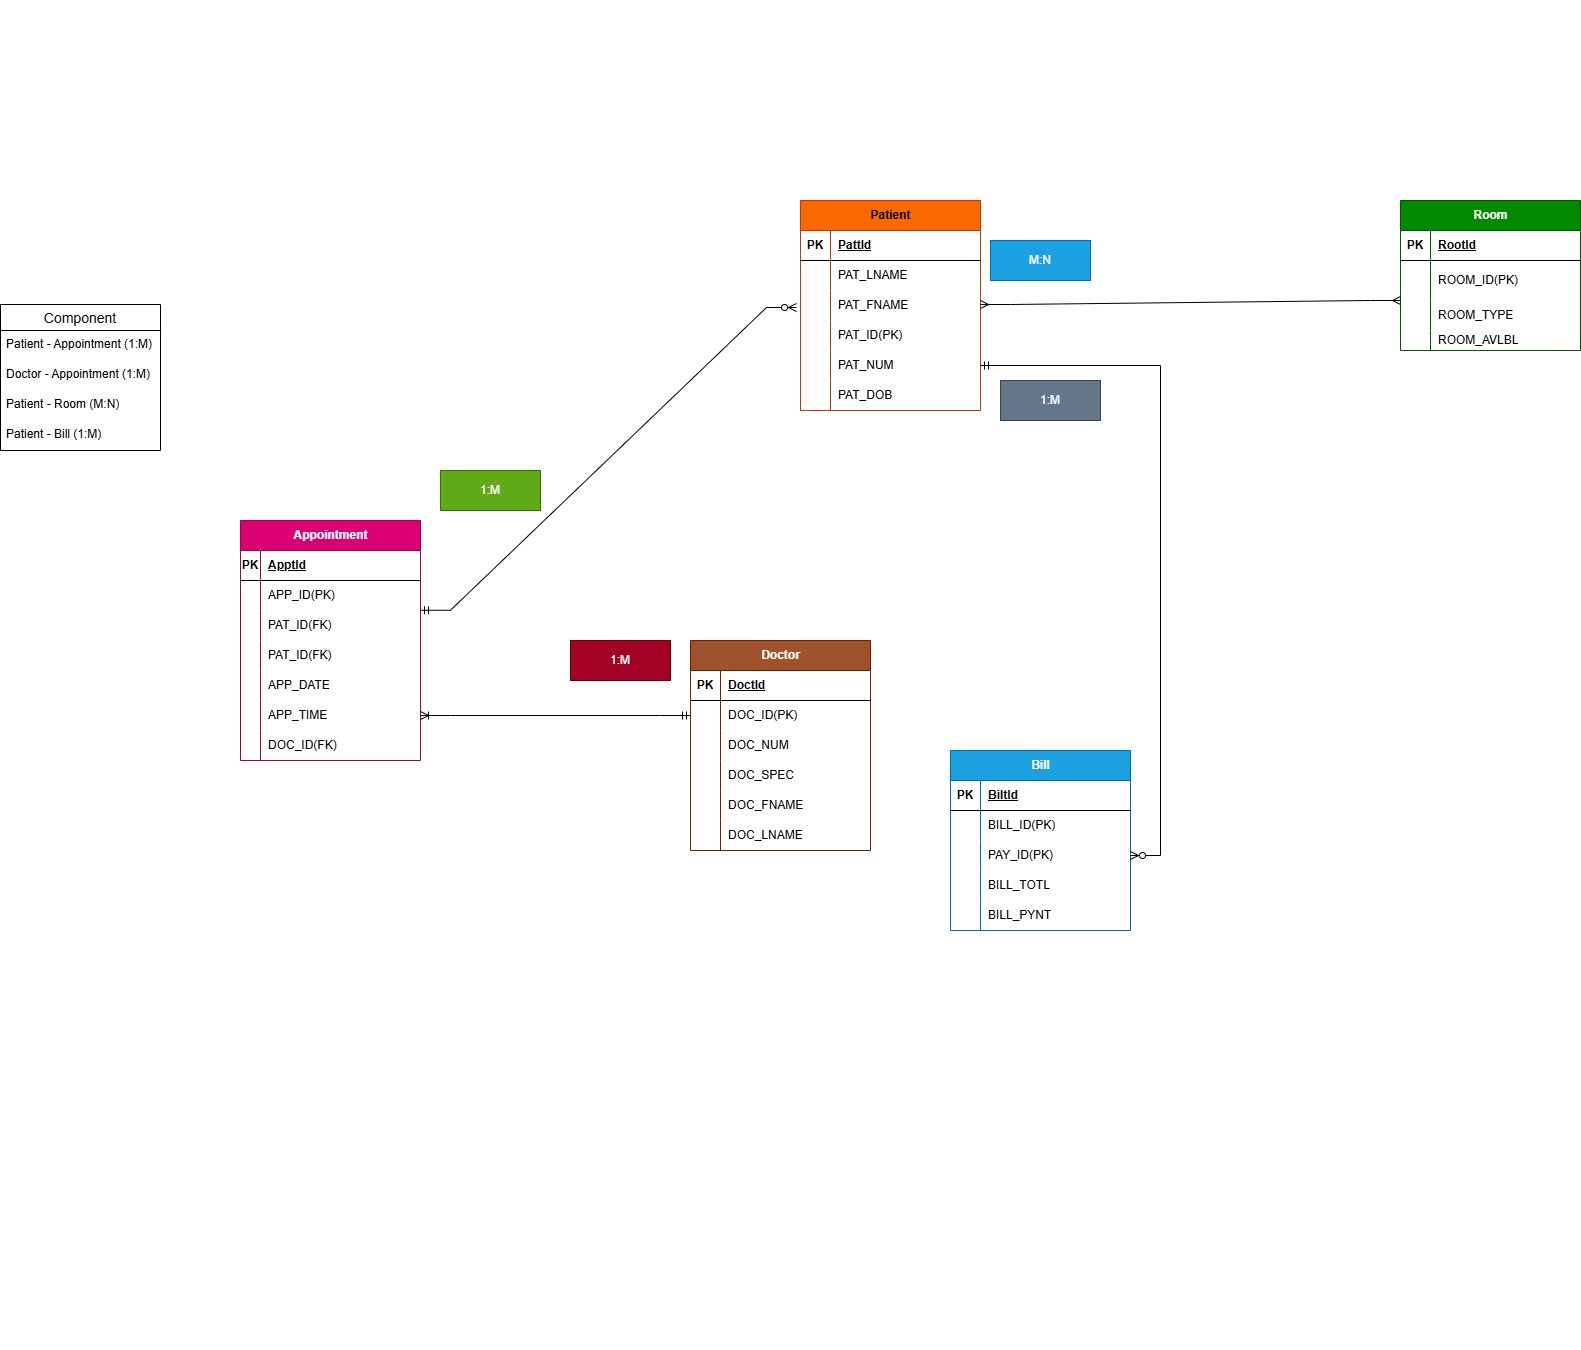 Patient
PK PattId
PAT_LNAME
PAT_FNAME
PAT_ID(PK)
PAT_NUM
PAT_DOB
M:N
1:M
Room
PK RootId
ROOM_ID(PK)
ROOM_TYPE
ROOM_AVLBL
Component
Patient - Appointment (1:M)
Doctor - Appointment (1:M)
Patient - Room (M:N)
Patient - Bill (1:M)
1:M
Appointment
PK ApptId
APP_ID(PK)
PAT_ID(FK)
PAT_ID(FK)
APP_DATE
APP_TIME
DOC_ID(FK)
1:M
Doctor
PK DoctId
DOC_ID(PK)
DOC_NUM
DOC_SPEC
DOC_FNAME
DOC_LNAME
Bill
PK BiltId
BILL_ID(PK)
PAY_ID(PK)
BILL_TOTL
BILL_PYNT